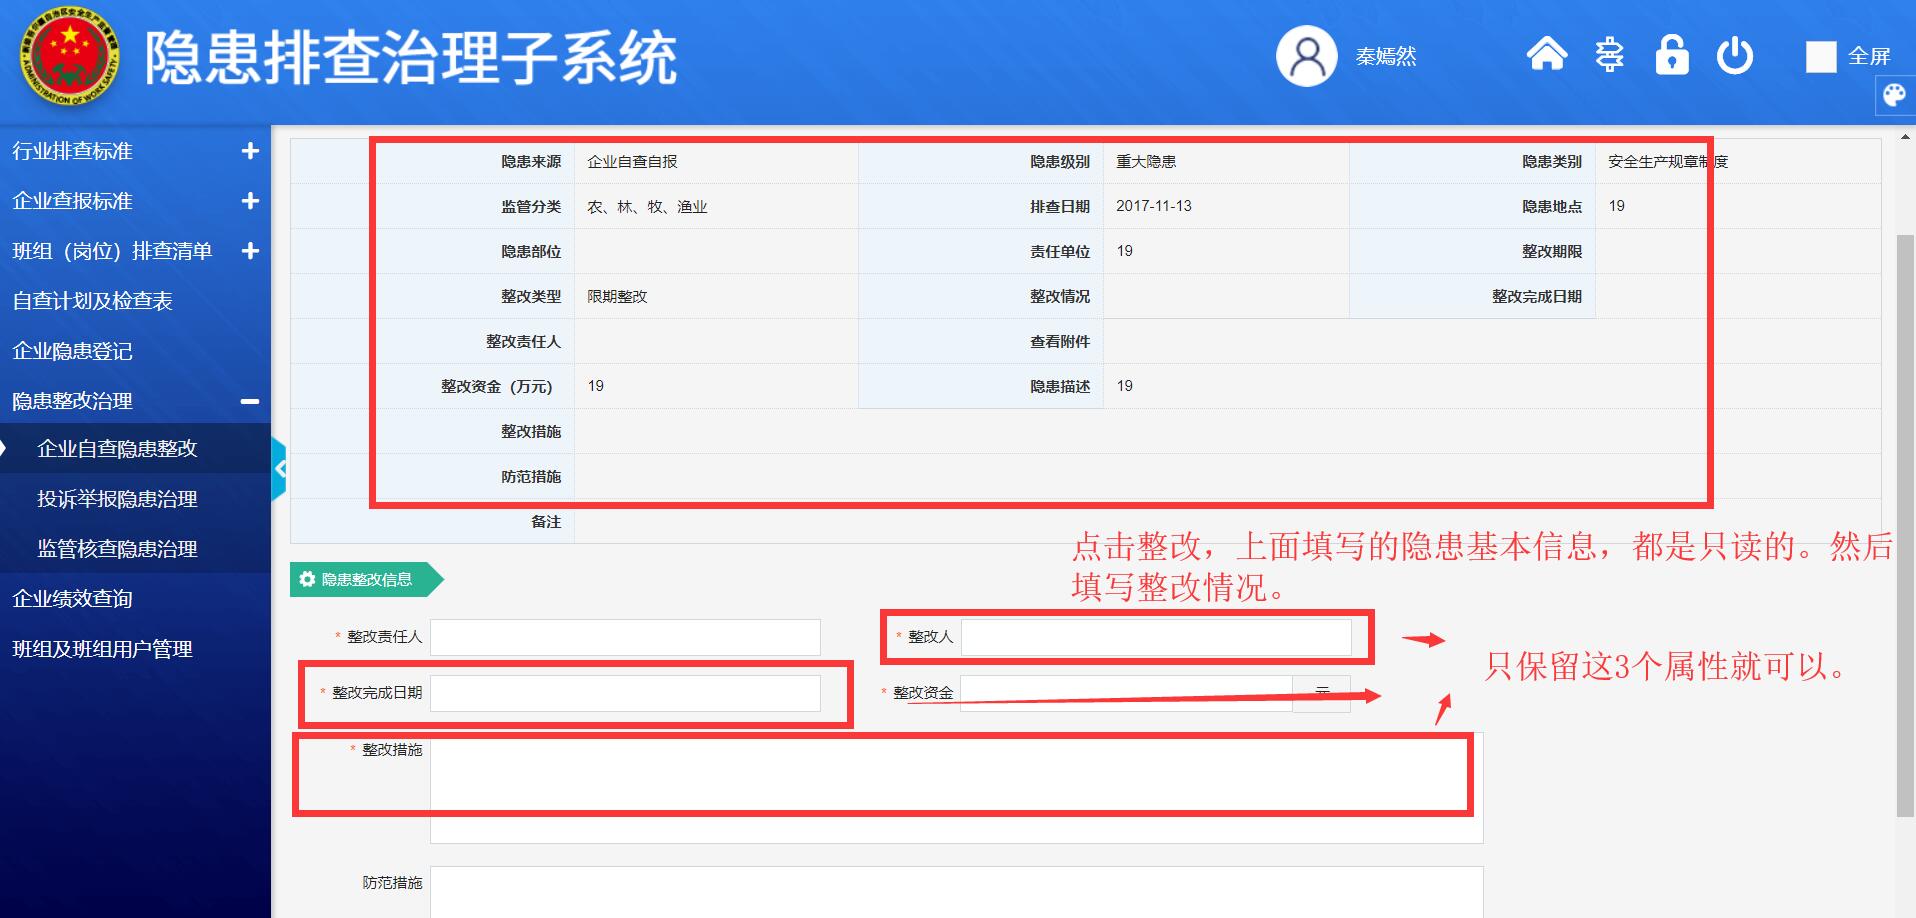 隐患排查治理子系统
秦嫣然
全屏
ADMINISTRATION OF WORK SAFETY
行业排查标准
企业查报标准
班组（岗位）排查清单
自查计划及检查表
企业隐患登记
隐患整改治理
企业自查隐患整改
投诉举报隐患治理
监管核查隐患治理
企业绩效查询
班组及班组用户管理
隐患来源 企业自查自报 隐患级别 重大隐患 隐患类别 安全生产规章制度
监管分类 农、林、牧、渔业 排查日期 2017-11-13 隐患地点 19
隐患部位 责任单位 19 整改期限
整改类型 限期整改 整改情况 整改完成日期
整改责任人 查看附件
整改资金（万元） 19 隐患描述 19
整改措施
防范措施
备注
点击整改，上面填写的隐患基本信息，都是只读的。然后
填写整改情况。
隐患整改信息
* 整改责任人 * 整改人
只保留这3个属性就可以。
* 整改完成日期 * 整改资金 元
* 整改措施
防范措施